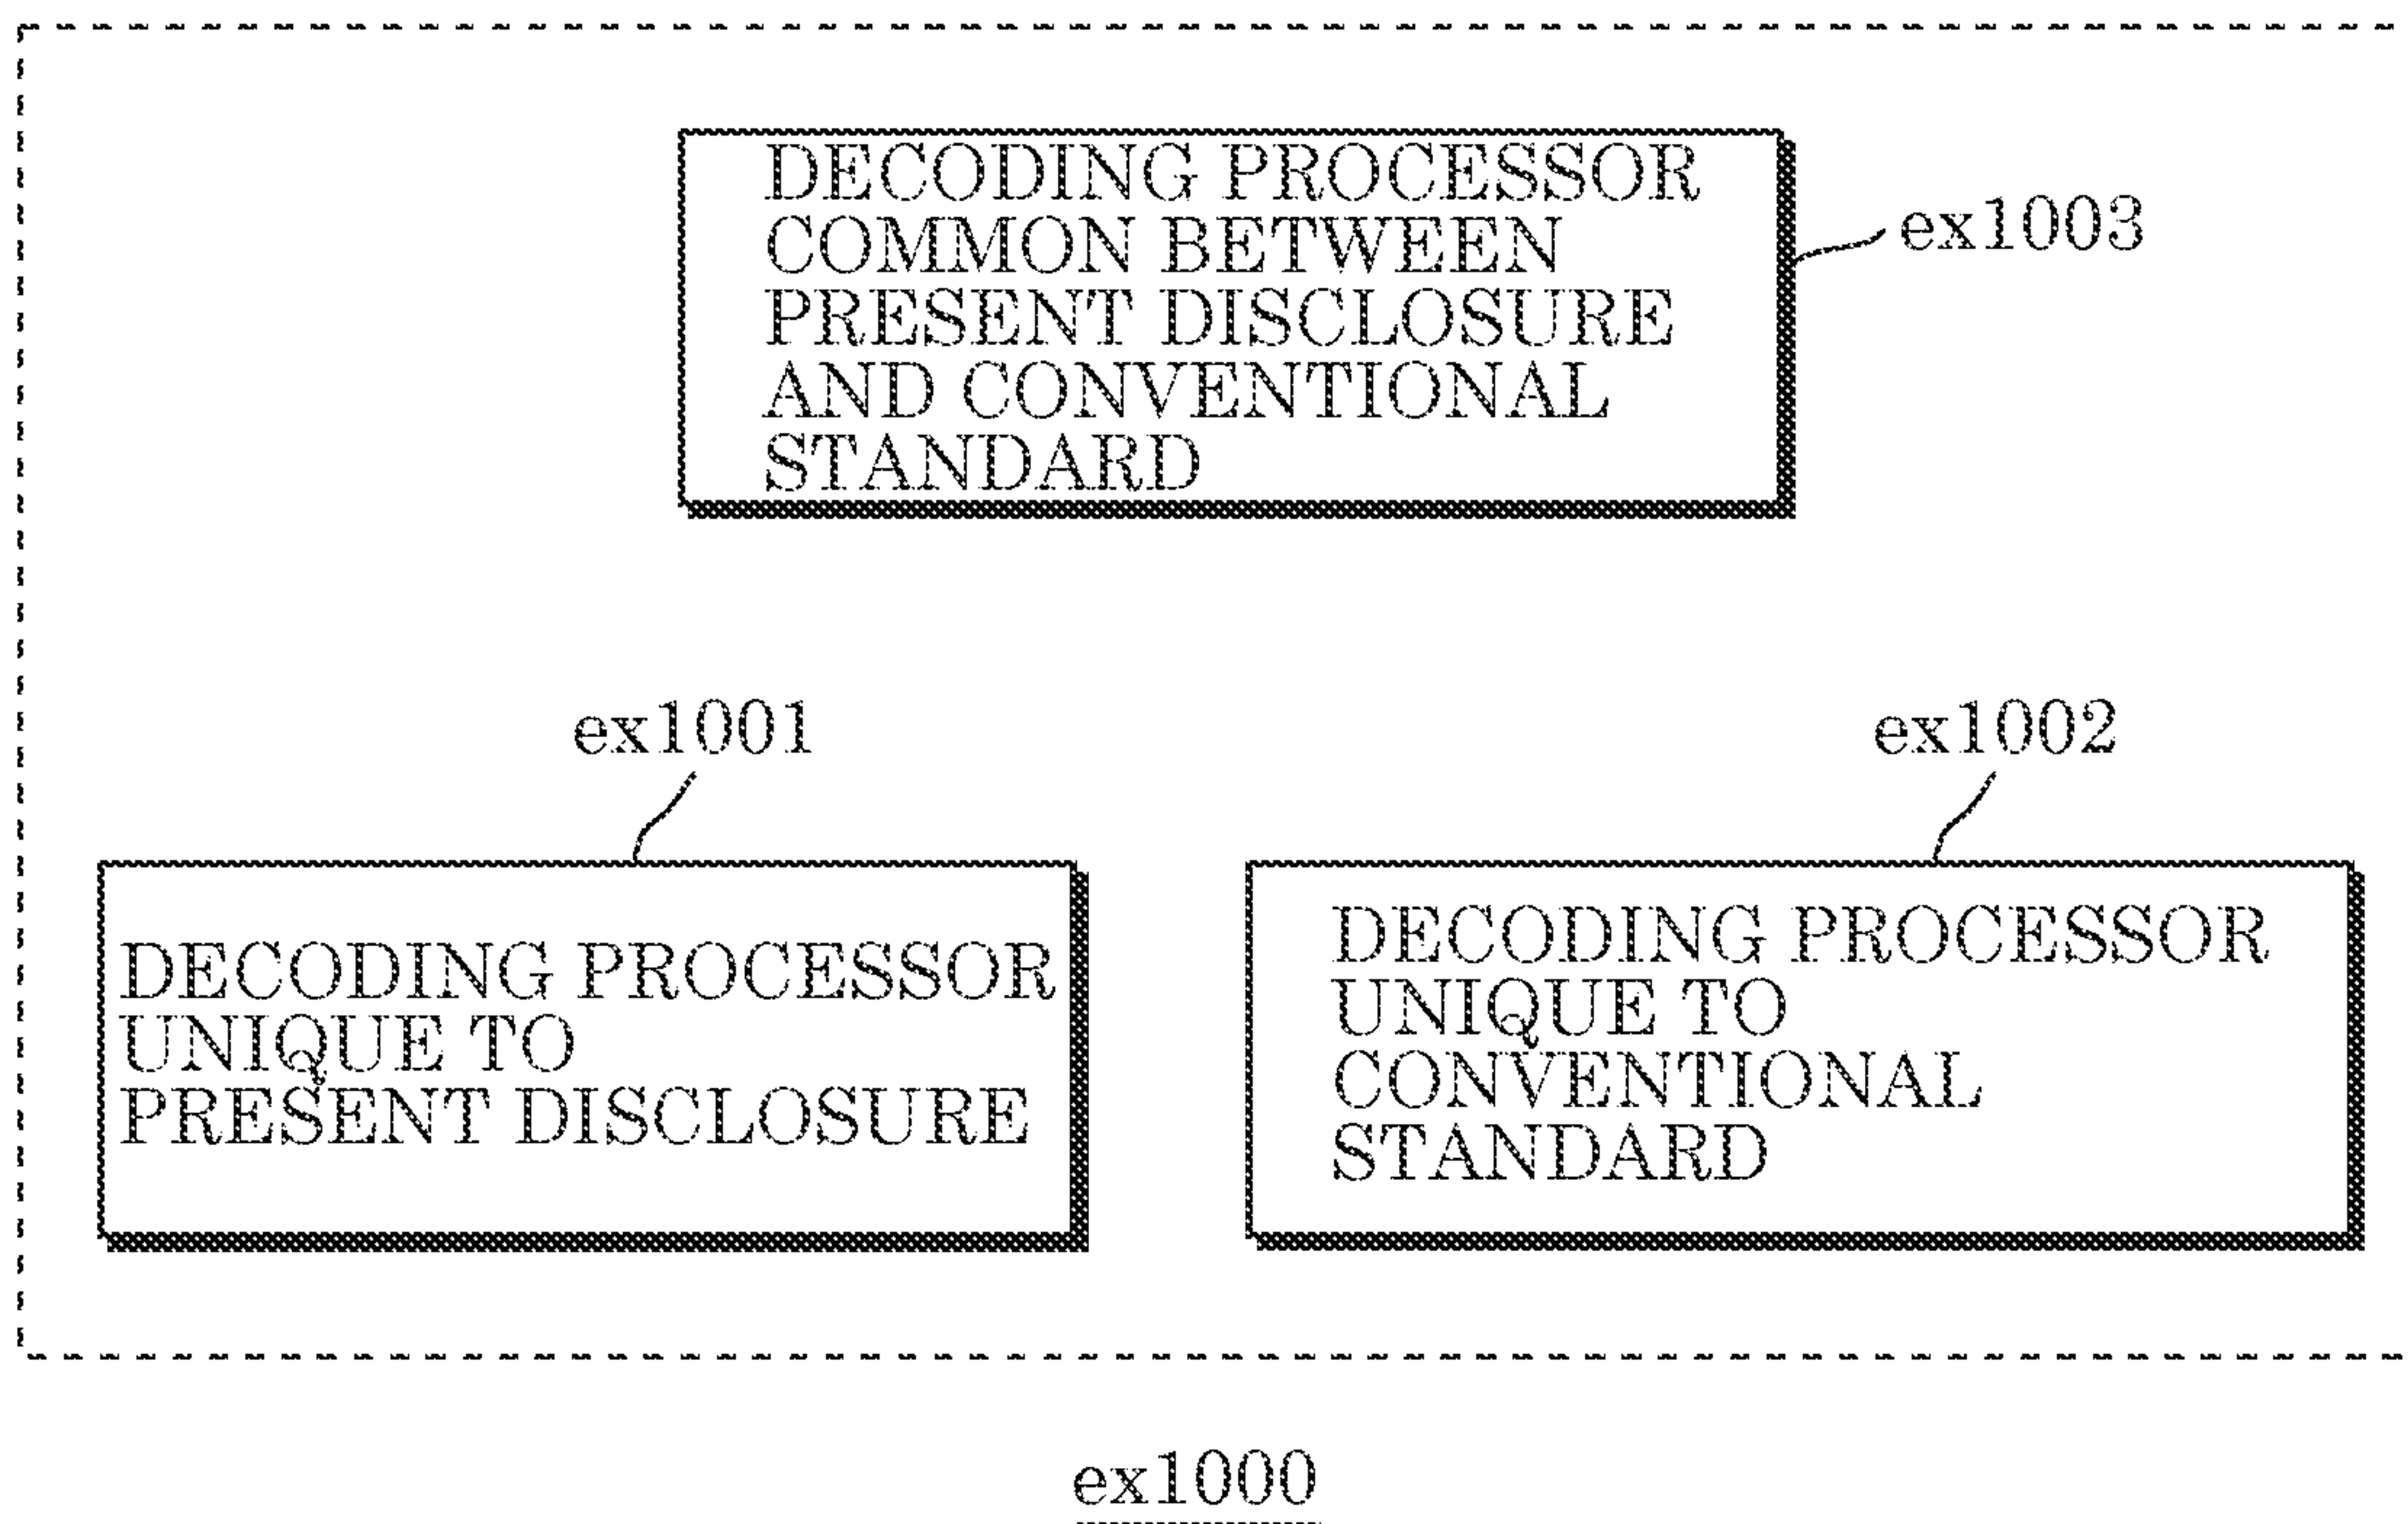 DECODING PROCESSOR
COMMON BETWEEN
PRESENT DISCLOSURE
AND CONVENTIONAL
STANDARD
ex1003
ex1001
DECODING PROCESSOR
UNIQUE TO
PRESENT DISCLOSURE
ex1002
DECODING PROCESSOR
UNIQUE TO
CONVENTIONAL
STANDARD
ex1000